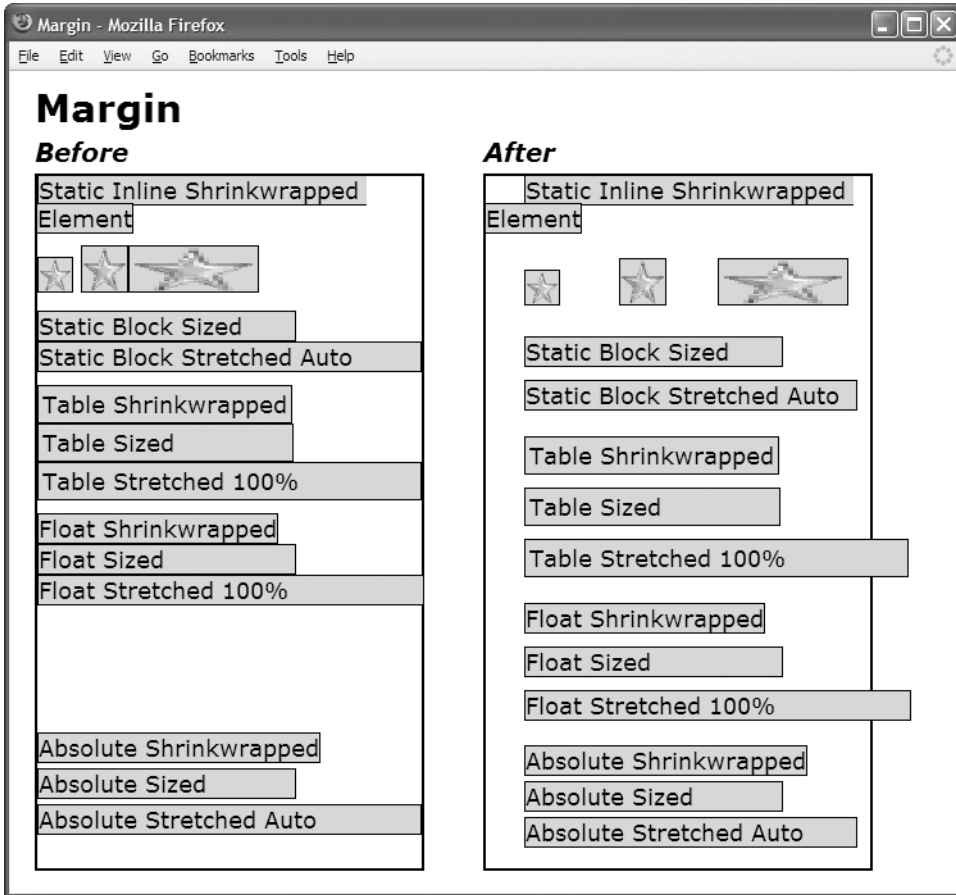 Margin - Mozilla Firefox
File Edit View Go Bookmarks Tools Help
Margin
Before
Static Inline Shrinkwrapped
Element
Static Block Sized
Static Block Stretched Auto
Table Shrinkwrapped
Table Sized
Table Stretched 100%
Float Shrinkwrapped
Float Sized
Float Stretched 100%
Absolute Shrinkwrapped
Absolute Sized
Absolute Stretched Auto
After
Static Inline Shrinkwrapped
Element
Static Block Sized
Static Block Stretched Auto
Table Shrinkwrapped
Table Sized
Table Stretched 100%
Float Shrinkwrapped
Float Sized
Float Stretched 100%
Absolute Shrinkwrapped
Absolute Sized
Absolute Stretched Auto